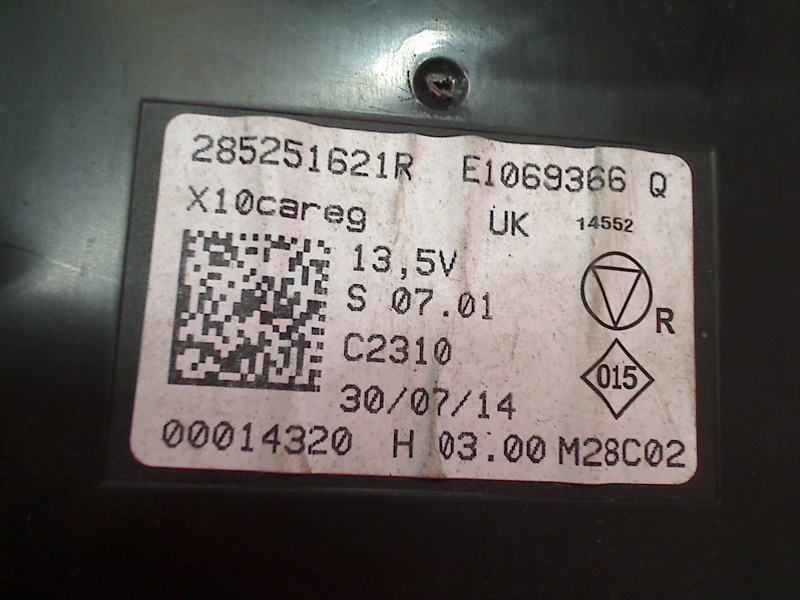 285251621R E1069366 Q
X10careg UK 14552
13,5V
S 07.01
R
C2310
015
30/07/14
00014320 H 03.00 M28C02